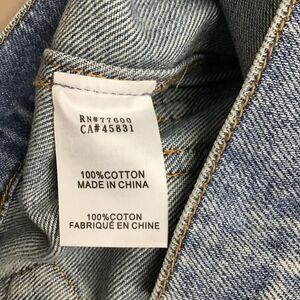 RN#77600
CA#45831
100%COTTON
MADE IN CHINA
100%COTON
FABRIQUÉ EN CHINE